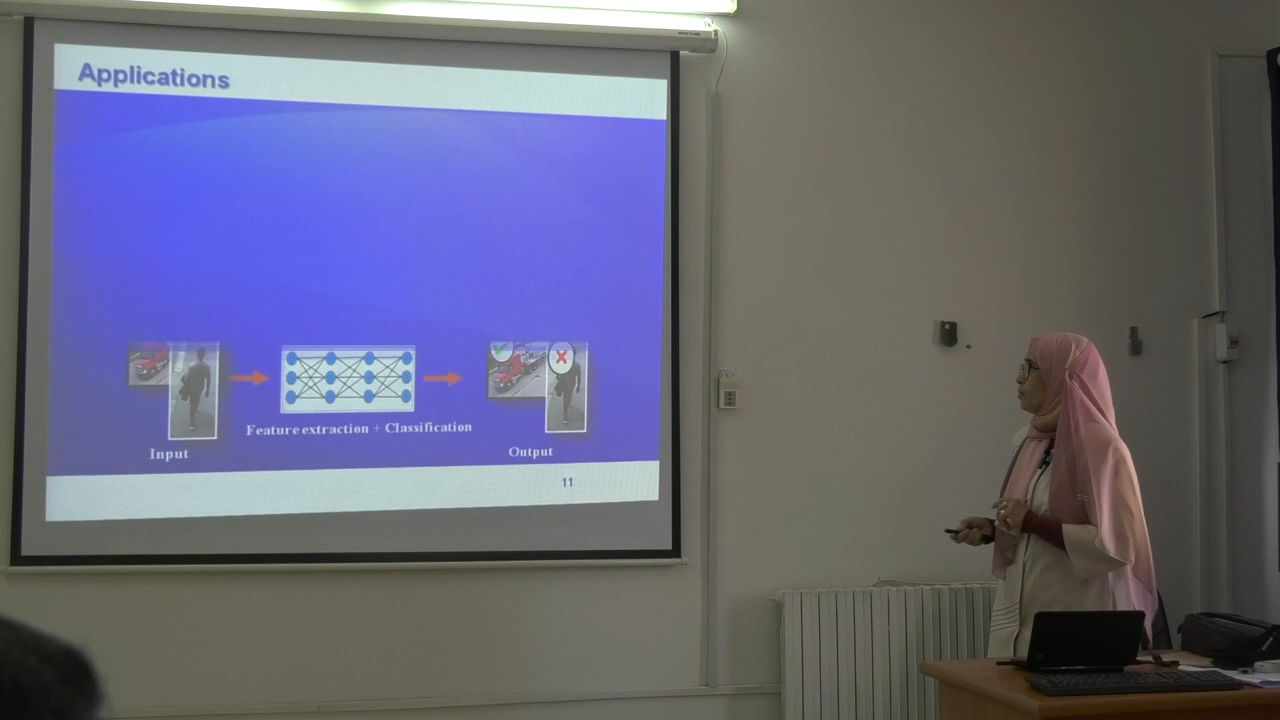 Applications
Feature extraction + Classification
Input
Output
11